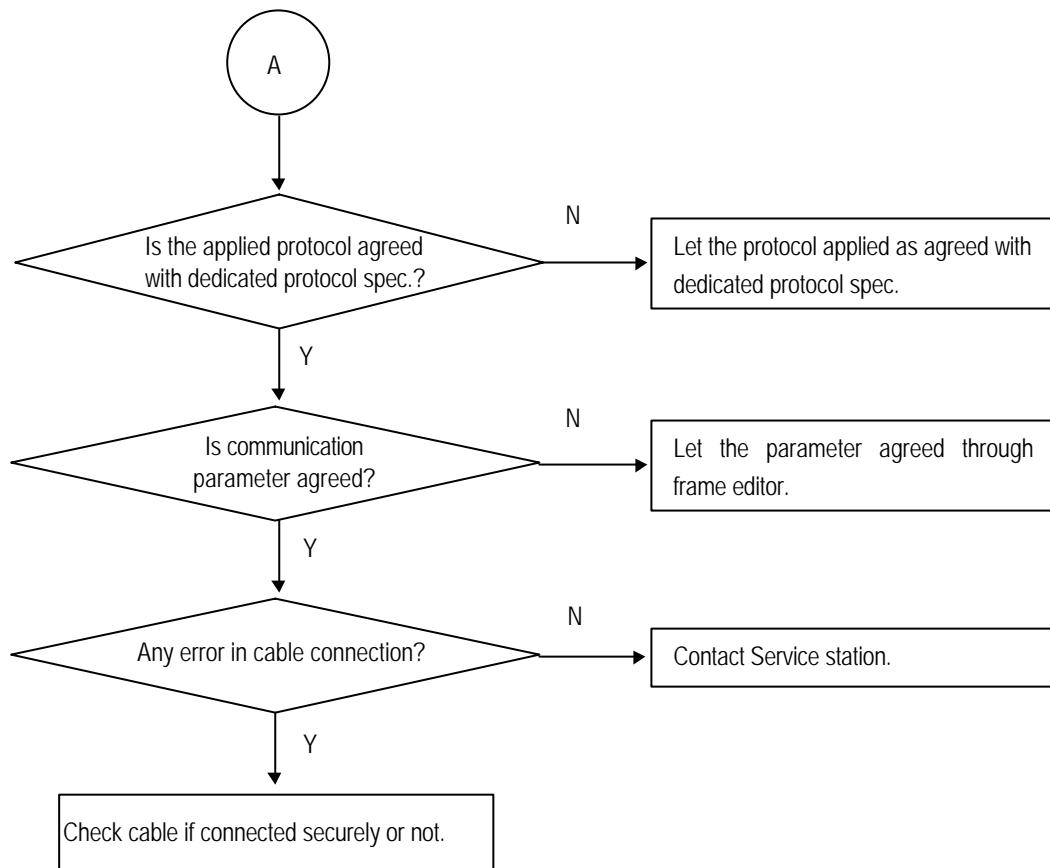 A
Is the applied protocol agreed
with dedicated protocol spec.?
N
Let the protocol applied as agreed with
dedicated protocol spec.
Y
Is communication
parameter agreed?
N
Let the parameter agreed through
frame editor.
Y
Any error in cable connection?
N
Contact Service station.
Y
Check cable if connected securely or not.